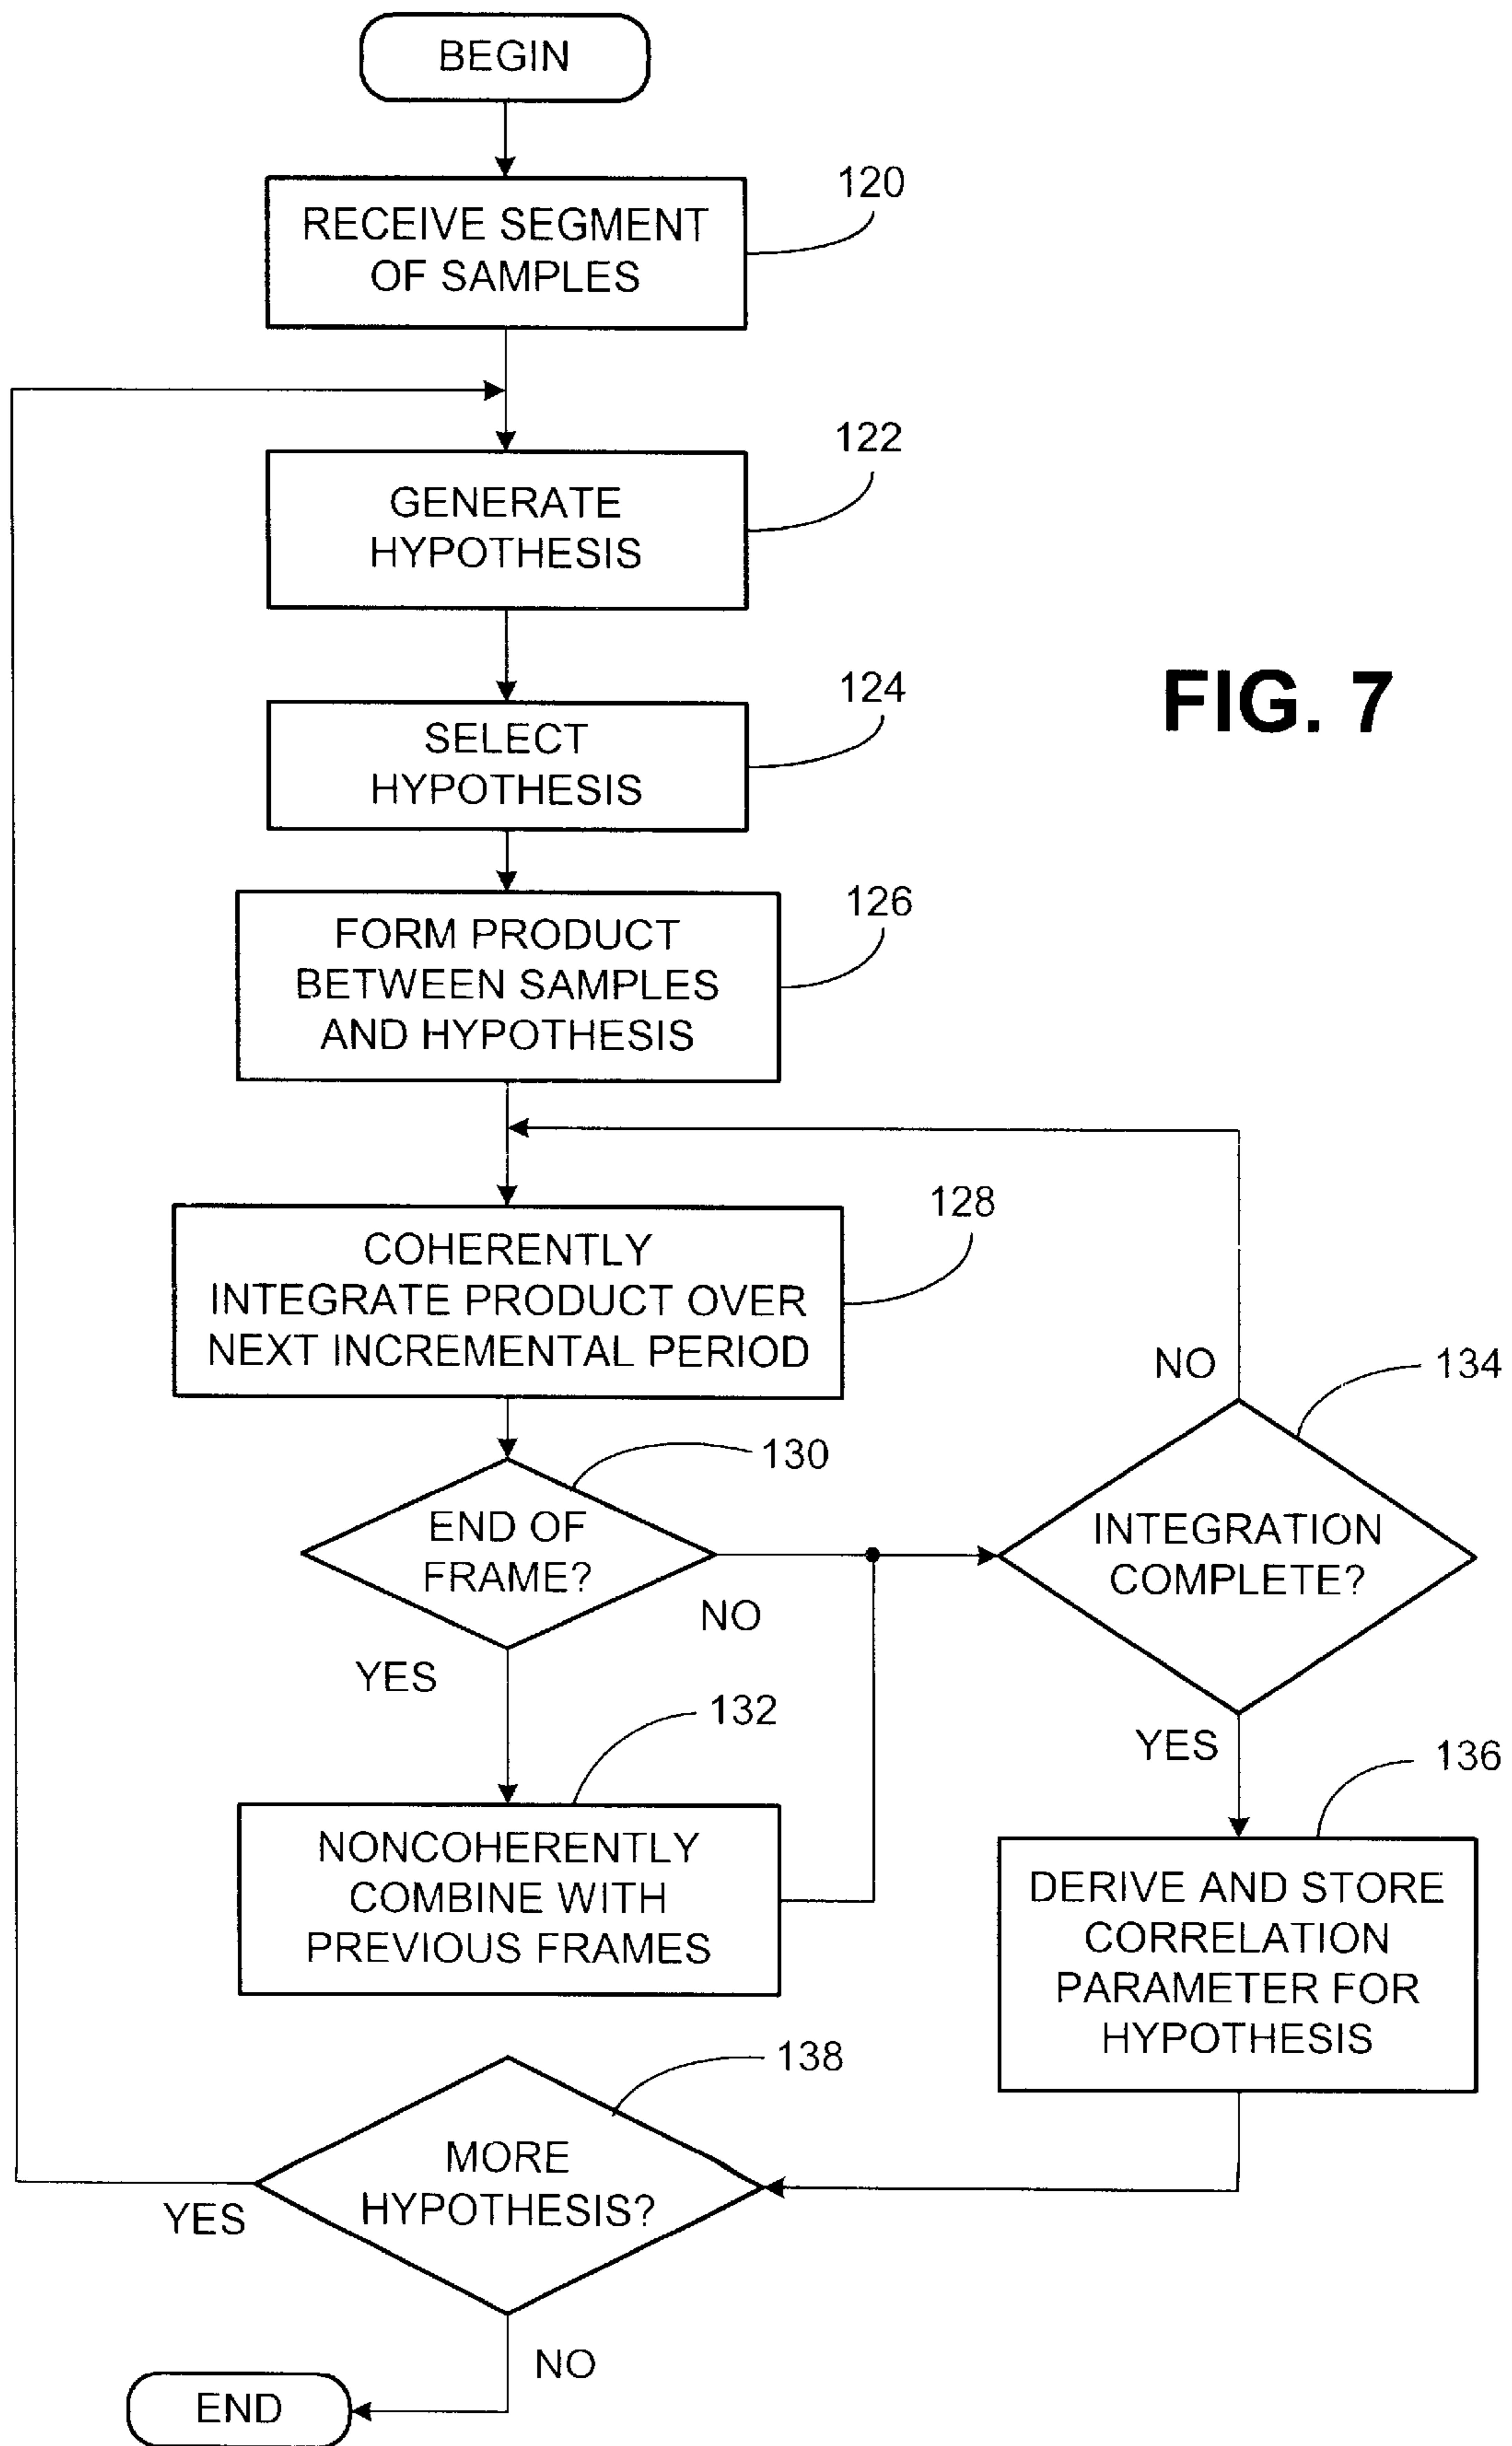 BEGIN
120
RECEIVE SEGMENT
OF SAMPLES
122
GENERATE
HYPOTHESIS
FIG. 7
124
SELECT
HYPOTHESIS
126
FORM PRODUCT
BETWEEN SAMPLES
AND HYPOTHESIS
128
COHERENTLY
INTEGRATE PRODUCT OVER
NEXT INCREMENTAL PERIOD
NO
134
130
END OF
FRAME?
INTEGRATION
COMPLETE?
NO
YES
132
YES
136
NONCOHERENTLY
COMBINE WITH
PREVIOUS FRAMES
DERIVE AND STORE
CORRELATION
PARAMETER FOR
HYPOTHESIS
138
MORE
HYPOTHESIS?
YES
NO
END